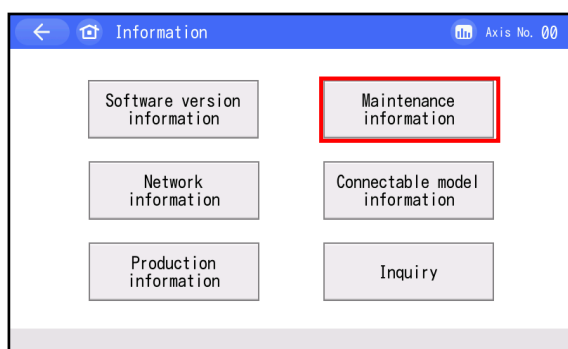 Information
Axis No. 00
Software version
information
Maintenance
information
Network
information
Connectable model
information
Production
information
Inquiry